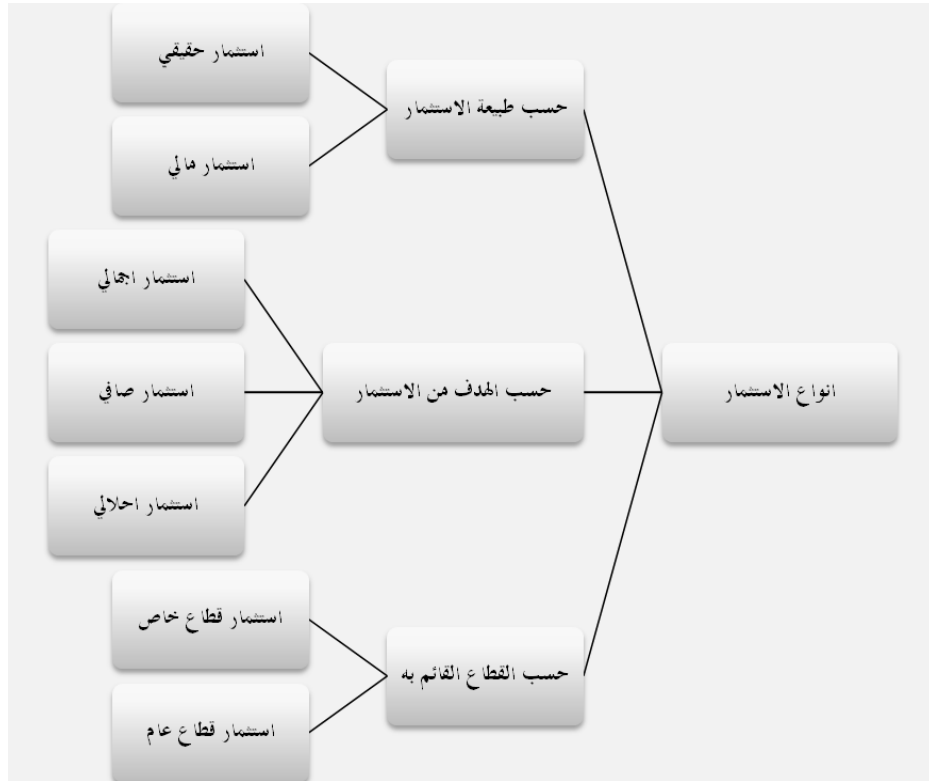 انواع الاستثمار
حسب طبيعة الاستثمار
استثمار حقيقي
استثمار مالي
حسب الهدف من الاستثمار
استثمار اجمالي
استثمار صافي
استثمار احلالي
حسب القطاع القائم به
استثمار قطاع خاص
استثمار قطاع عام